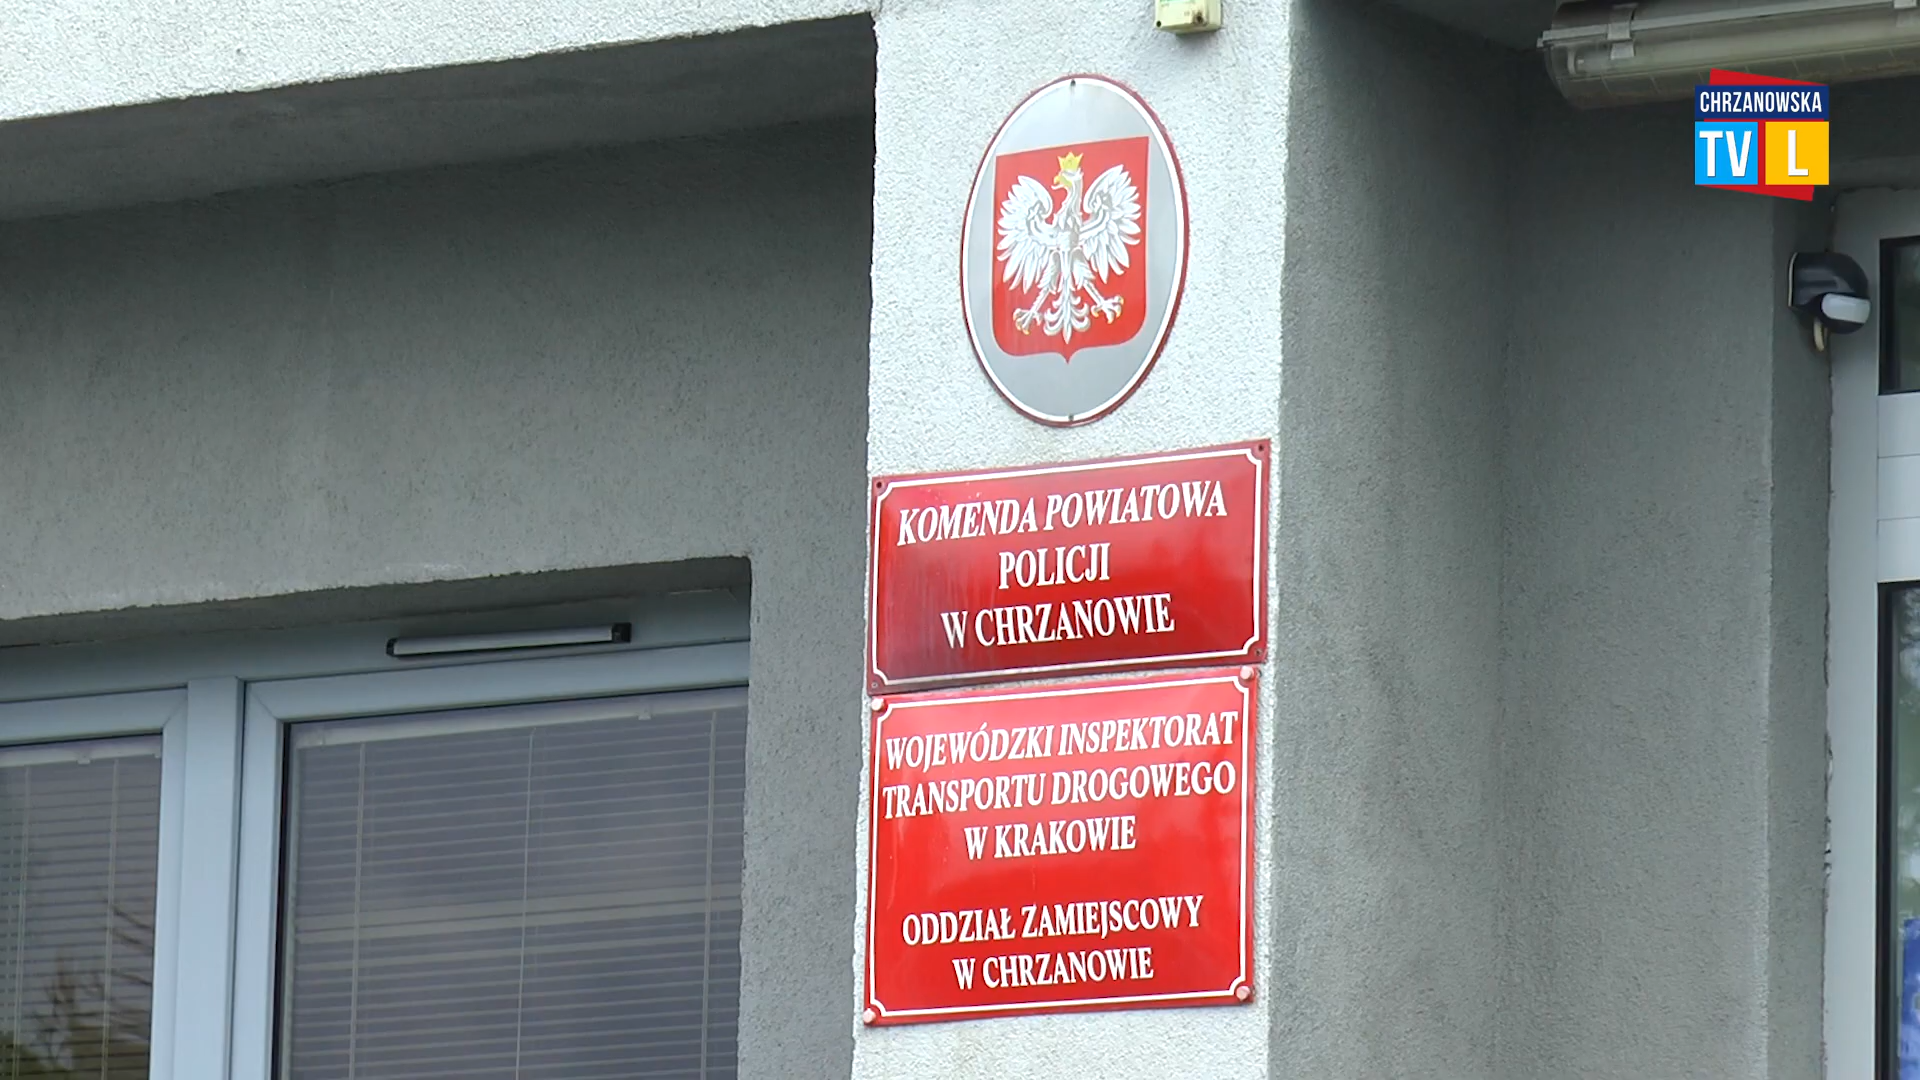 CHRZANOWSKA
TV L
KOMENDA POWIATOWA
POLICJI
W CHRZANOWIE
WOJEWÓDZKI INSPEKTORAT
TRANSPORTU DROGOWEGO
W KRAKOWIE
ODDZIAŁ ZAMIEJSCOWY
W CHRZANOWIE